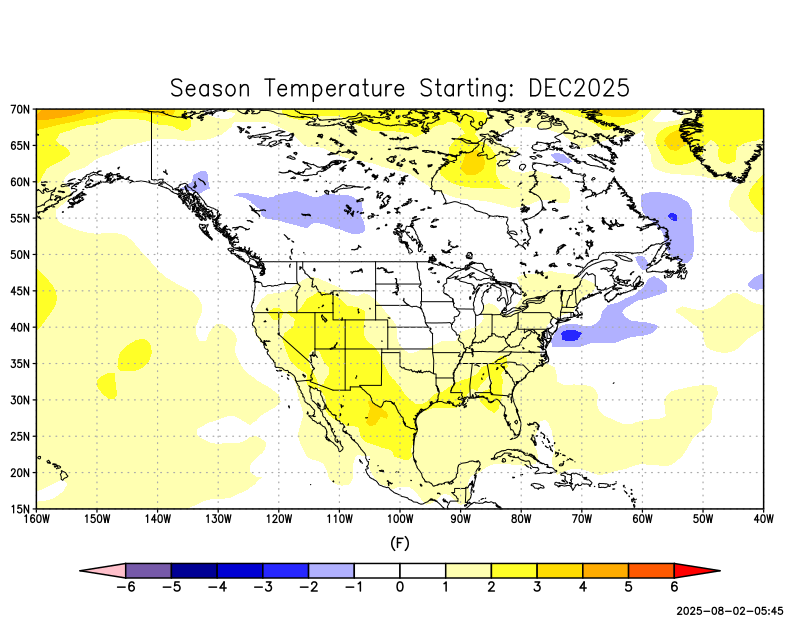 Season Temperature Starting: DEC2025
70N
65N
60N
55N
50N
45N
40N
35N
30N
25N
20N
15N
160W 150W 140W 130W 120W 110W 100W 90W 80W 70W 60W 50W 40W
(F)
−6 −5 −4 −3 −2 −1 0 1 2 3 4 5 6
2025-08-02-05:45